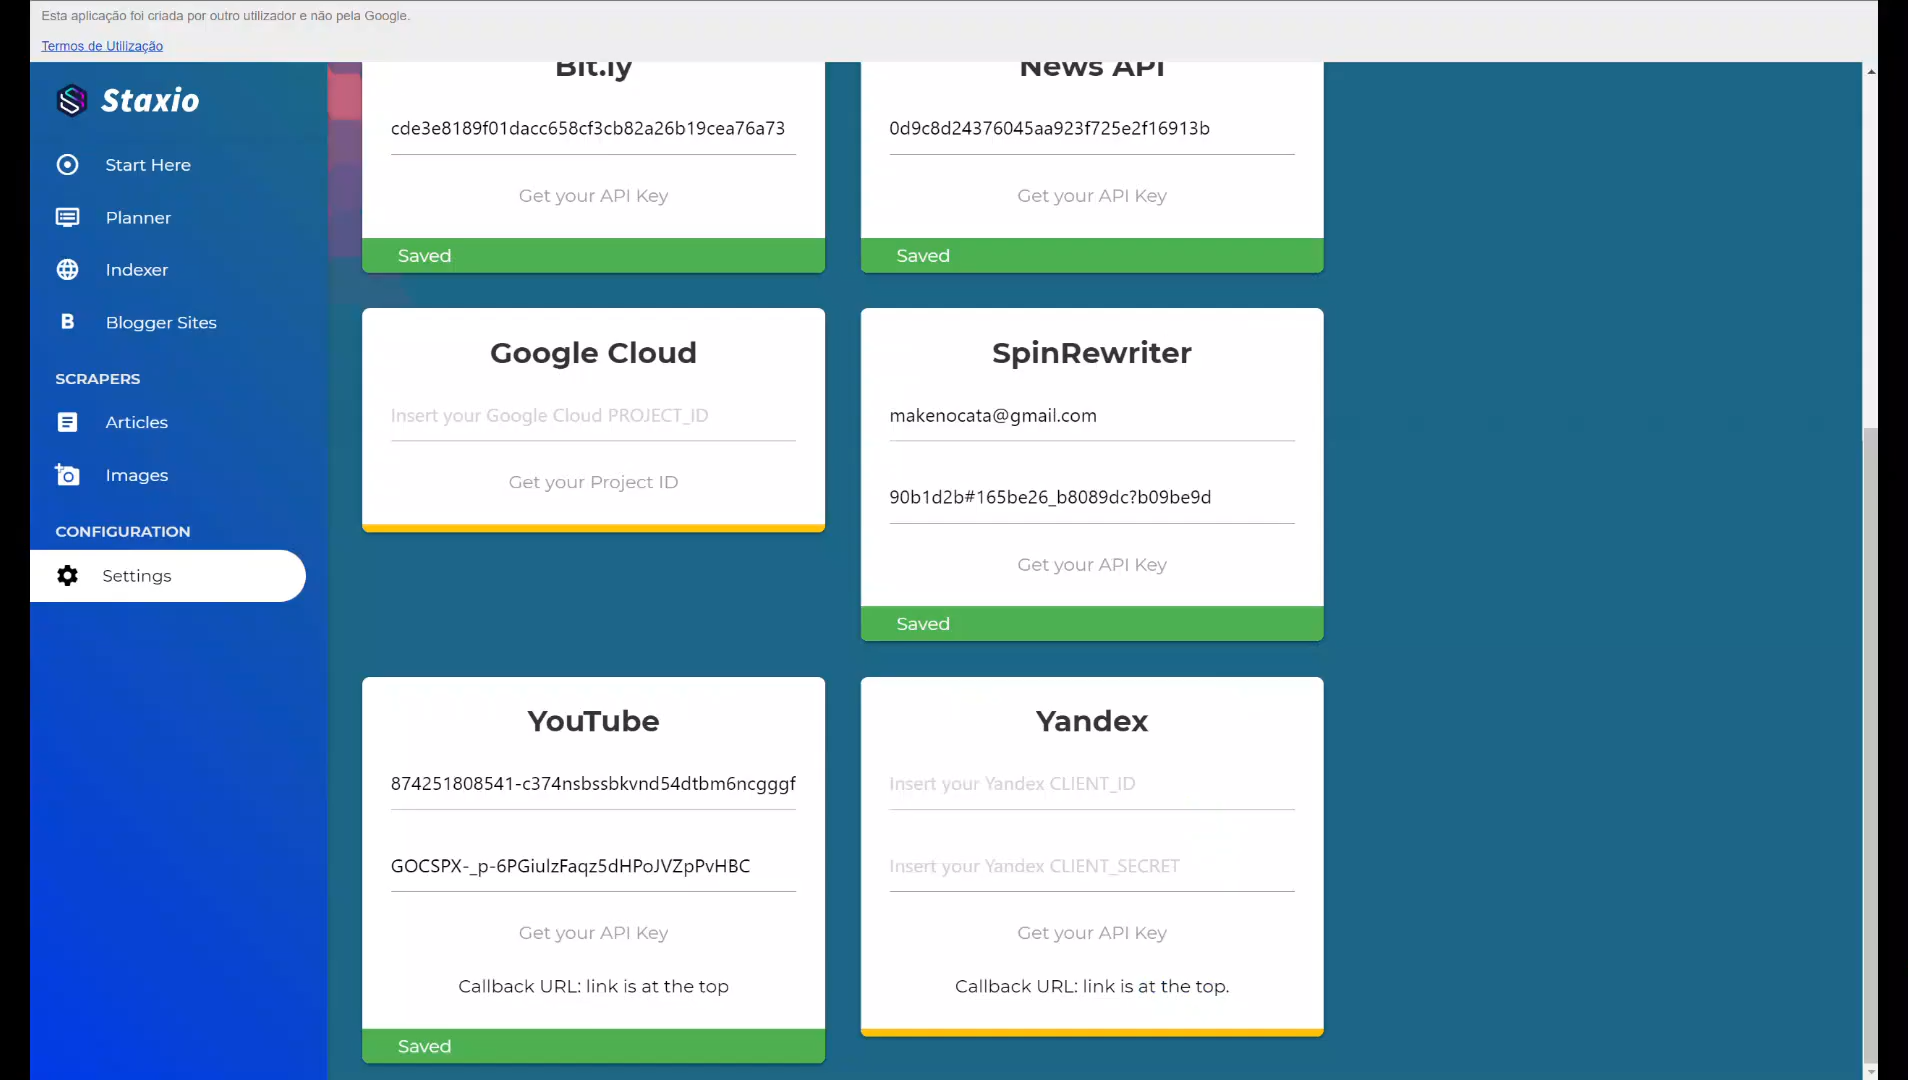 Esta aplicação foi criada por outro utilizador e não pela Google.
Termos de Utilização
Staxio
Start Here
Planner
Indexer
Blogger Sites
SCRAPERS
Articles
Images
CONFIGURATION
Settings
Bit.ly
cde3e8189f01dacc658cf3cb82a26b19cea76a73
Get your API Key
Saved
News API
0d9c8d24376045aa923f725e2f16913b
Get your API Key
Saved
Google Cloud
Insert your Google Cloud PROJECT_ID
Get your Project ID
SpinRewriter
makenocata@gmail.com
90b1d2b#165be26_b8089dc?b09be9d
Get your API Key
Saved
YouTube
874251808541-c374nsbssbkvnd54dtbm6ncgggf
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
Get your API Key
Callback URL: link is at the top
Saved
Yandex
Insert your Yandex CLIENT_ID
Insert your Yandex CLIENT_SECRET
Get your API Key
Callback URL: link is at the top.